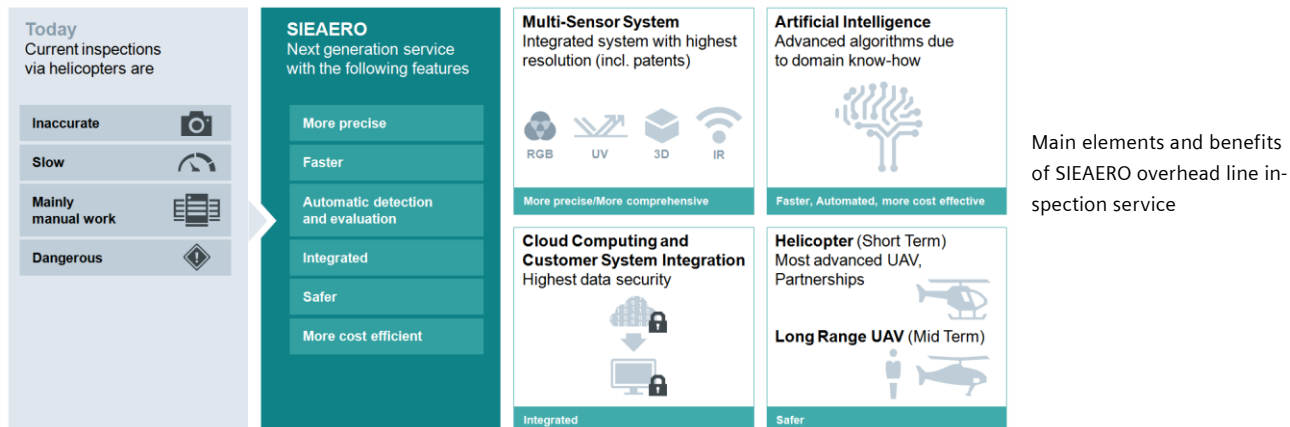 Today
Current inspections
via helicopters are
Inaccurate
Slow
Mainly
manual work
Dangerous
SIEAERO
Next generation service
with the following features
More precise
Faster
Automatic detection
and evaluation
Integrated
Safer
More cost efficient
Multi-Sensor System
Integrated system with highest
resolution (incl. patents)
RGB
UV
3D
IR
More precise/More comprehensive
Artificial Intelligence
Advanced algorithms due
to domain know-how
Faster, Automated, more cost effective
Cloud Computing and
Customer System Integration
Highest data security
Integrated
Helicopter (Short Term)
Most advanced UAV,
Partnerships
Long Range UAV (Mid Term)
Safer
Main elements and benefits
of SIEAERO overhead line in-
spection service